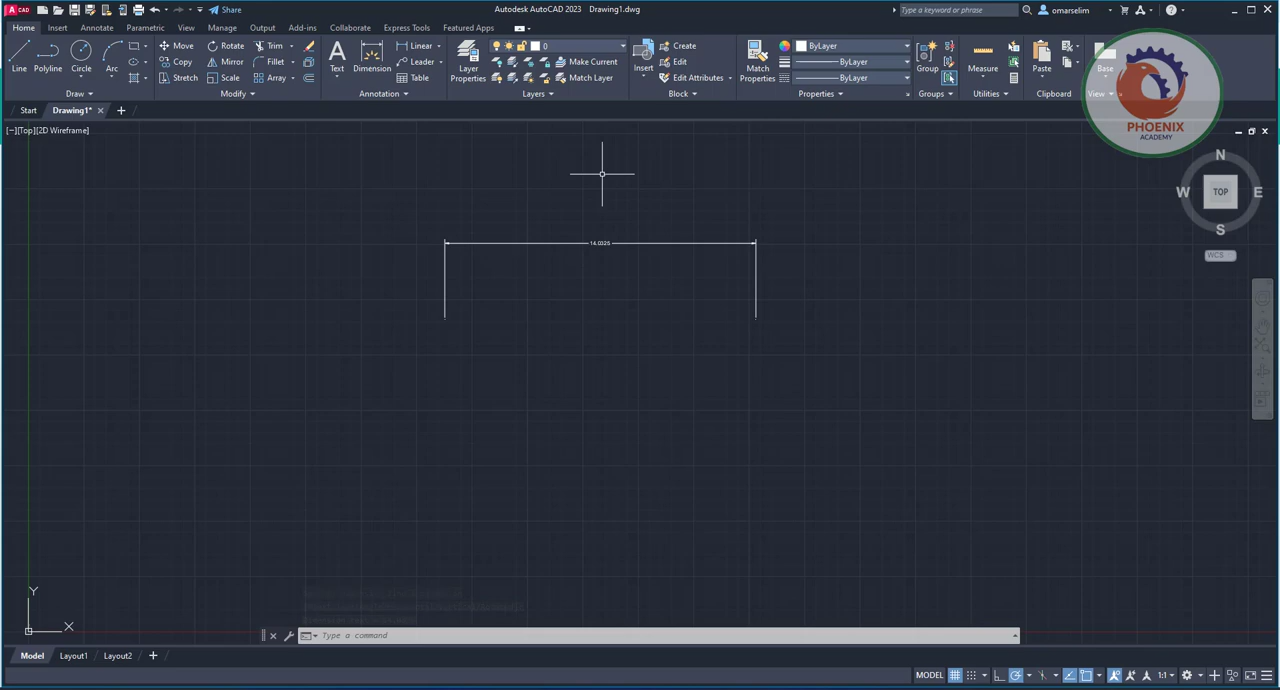 CAD
Share
Autodesk AutoCAD 2023 Drawing1.dwg
Type a keyword or phrase
omarselim
Home Insert Annotate Parametric View Manage Output Add-ins Collaborate Express Tools Featured Apps
Line Polyline Circle Arc
Move Rotate Trim
Copy Mirror Fillet
Stretch Scale Array
Text Dimension
Linear
Leader
Table
Layer Properties
0
Make Current
Match Layer
Insert
Create
Edit
Edit Attributes
Match Properties
ByLayer
ByLayer
ByLayer
Group
Measure
Paste
Base
Draw Modify Annotation Layers Block Properties Groups Utilities Clipboard View
PHOENIX
ACADEMY
Start Drawing1*
[−][Top][2D Wireframe]
N
W TOP E
S
WCS
14.0326
Y
X
Type a command
Model Layout1 Layout2
MODEL 1:1